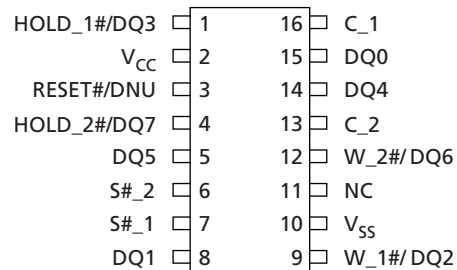 HOLD_1#/DQ3 1 16 C_1
VCC 2 15 DQ0
RESET#/DNU 3 14 DQ4
HOLD_2#/DQ7 4 13 C_2
DQ5 5 12 W_2#/DQ6
S#_2 6 11 NC
S#_1 7 10 VSS
DQ1 8 9 W_1#/DQ2